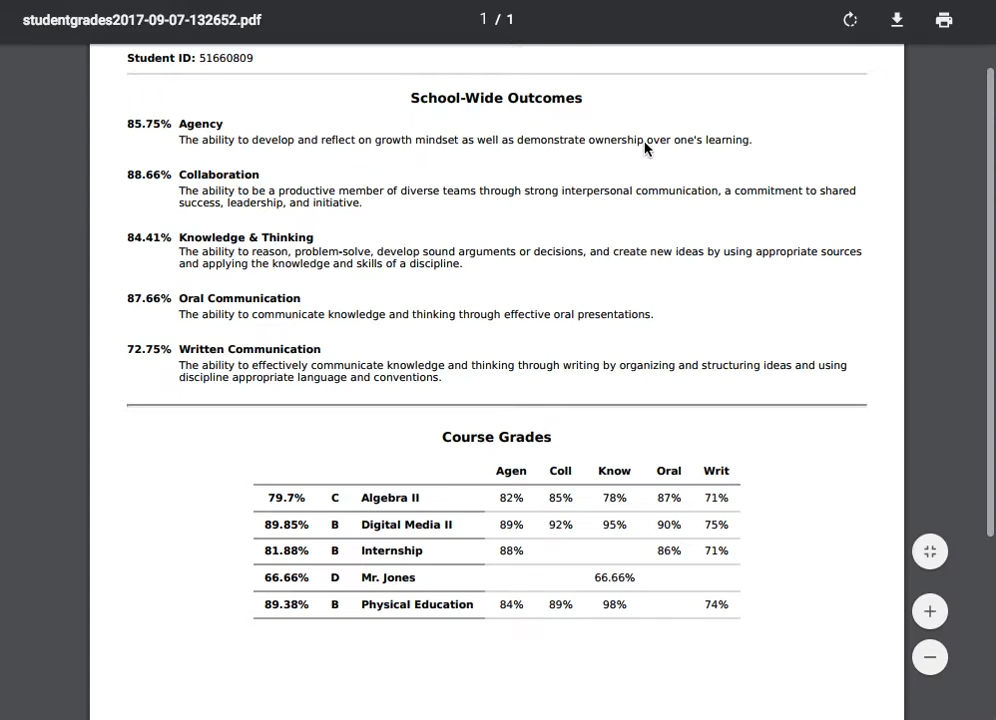 studentgrades2017-09-07-132652.pdf
1 / 1
Student ID: 51660809
School-Wide Outcomes
85.75% Agency
The ability to develop and reflect on growth mindset as well as demonstrate ownership over one's learning.
88.66% Collaboration
The ability to be a productive member of diverse teams through strong interpersonal communication, a commitment to shared
success, leadership, and initiative.
84.41% Knowledge & Thinking
The ability to reason, problem-solve, develop sound arguments or decisions, and create new ideas by using appropriate sources
and applying the knowledge and skills of a discipline.
87.66% Oral Communication
The ability to communicate knowledge and thinking through effective oral presentations.
72.75% Written Communication
The ability to effectively communicate knowledge and thinking through writing by organizing and structuring ideas and using
discipline appropriate language and conventions.
Course Grades
Agen Coll Know Oral Writ
79.7% C Algebra II 82% 85% 78% 87% 71%
89.85% B Digital Media II 89% 92% 95% 90% 75%
81.88% B Internship 88% 86% 71%
66.66% D Mr. Jones 66.66%
89.38% B Physical Education 84% 89% 98% 74%